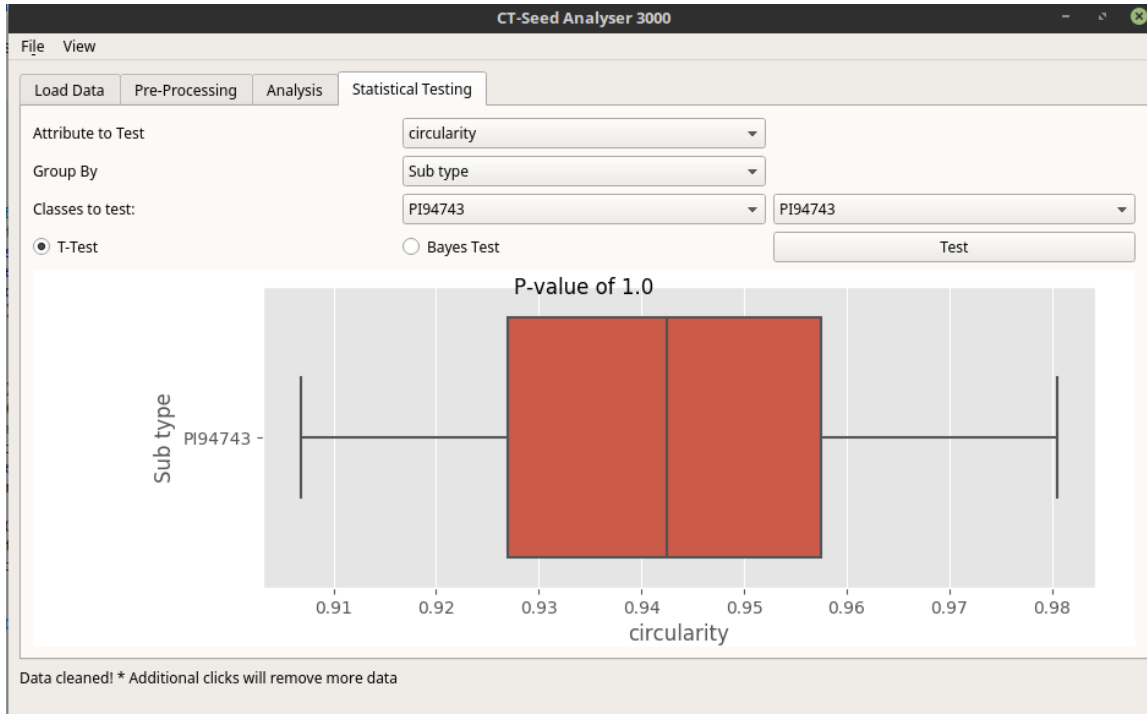 CT-Seed Analyser 3000
File View
Load Data Pre-Processing Analysis Statistical Testing
Attribute to Test circularity
Group By Sub type
Classes to test: PI94743 PI94743
T-Test Bayes Test Test
P-value of 1.0
Sub type
PI94743
0.91 0.92 0.93 0.94 0.95 0.96 0.97 0.98
circularity
Data cleaned! * Additional clicks will remove more data